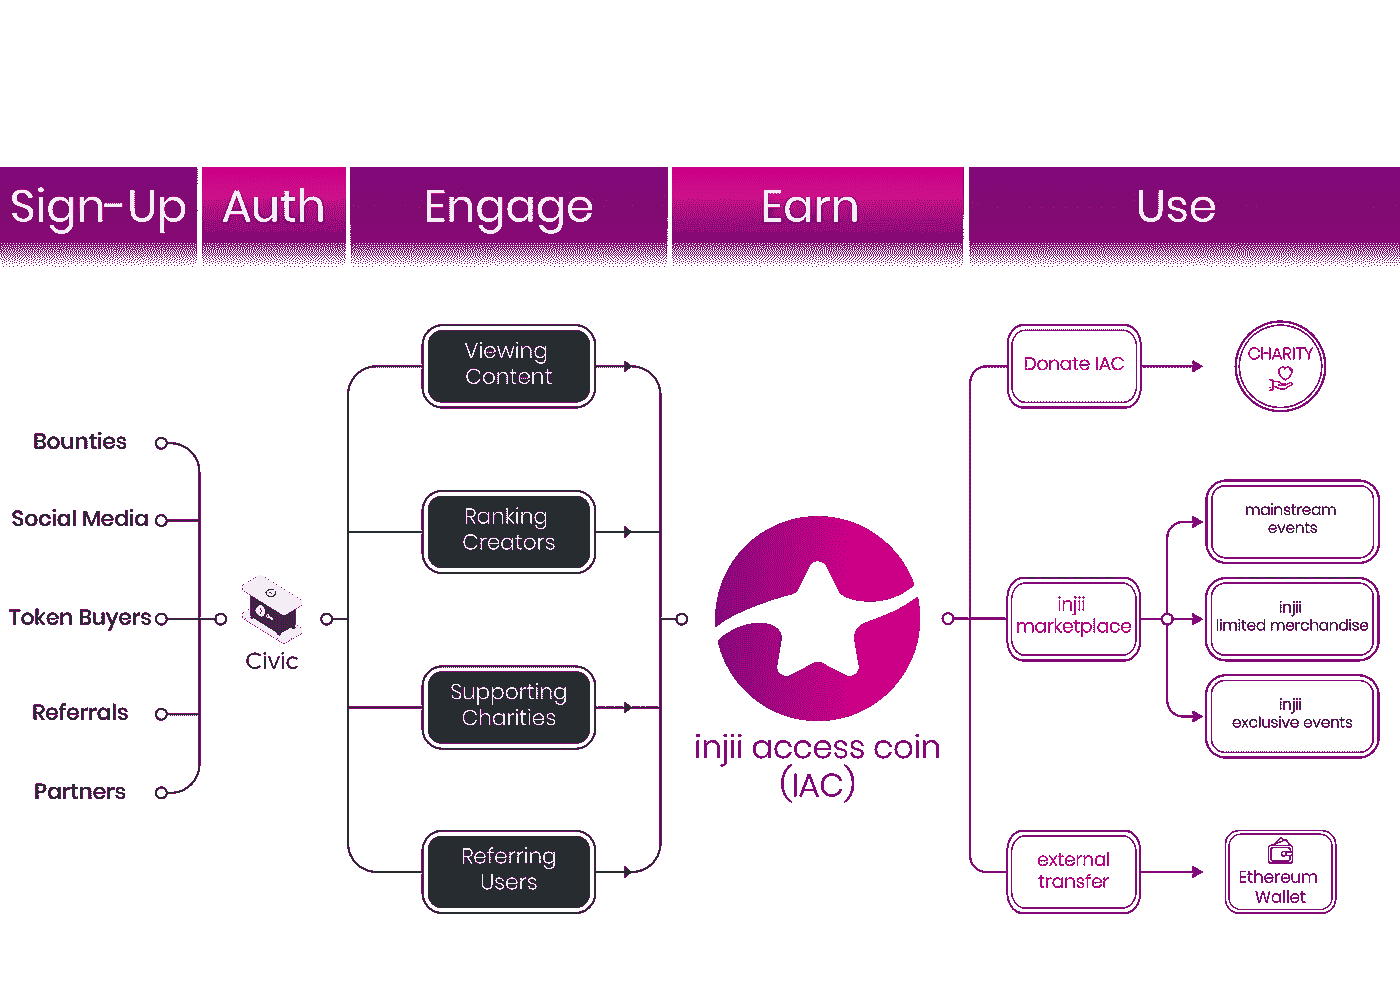 Sign-Up
Auth
Engage
Earn
Use
Bounties
Social Media
Token Buyers
Referrals
Partners
Civic
Viewing
Content
Ranking
Creators
Supporting
Charities
Referring
Users
injii access coin
(IAC)
Donate IAC
CHARITY
injii
marketplace
mainstream
events
injii
limited merchandise
injii
exclusive events
external
transfer
Ethereum
Wallet